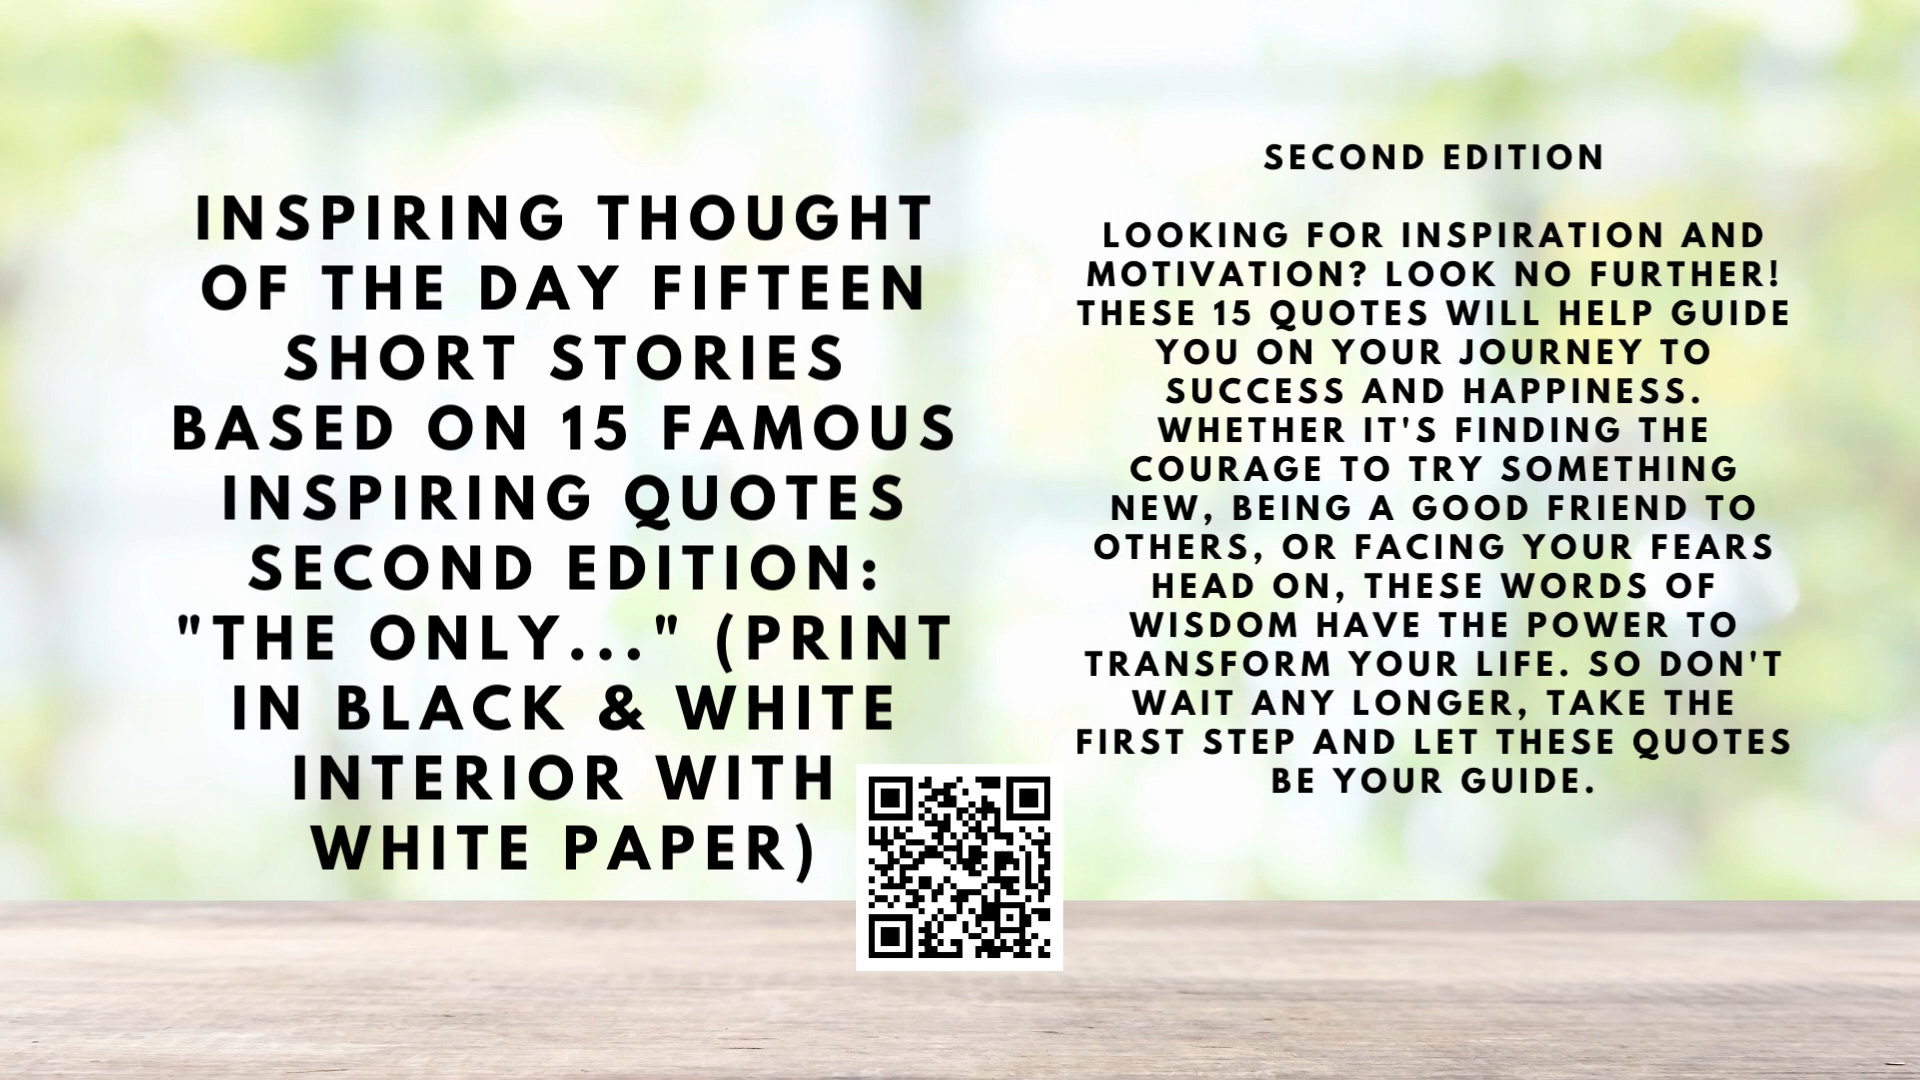 INSPIRING THOUGHT
OF THE DAY FIFTEEN
SHORT STORIES
BASED ON 15 FAMOUS
INSPIRING QUOTES
SECOND EDITION:
"THE ONLY..." (PRINT
IN BLACK & WHITE
INTERIOR WITH
WHITE PAPER)
SECOND EDITION
LOOKING FOR INSPIRATION AND
MOTIVATION? LOOK NO FURTHER!
THESE 15 QUOTES WILL HELP GUIDE
YOU ON YOUR JOURNEY TO
SUCCESS AND HAPPINESS.
WHETHER IT'S FINDING THE
COURAGE TO TRY SOMETHING
NEW, BEING A GOOD FRIEND TO
OTHERS, OR FACING YOUR FEARS
HEAD ON, THESE WORDS OF
WISDOM HAVE THE POWER TO
TRANSFORM YOUR LIFE. SO DON'T
WAIT ANY LONGER, TAKE THE
FIRST STEP AND LET THESE QUOTES
BE YOUR GUIDE.